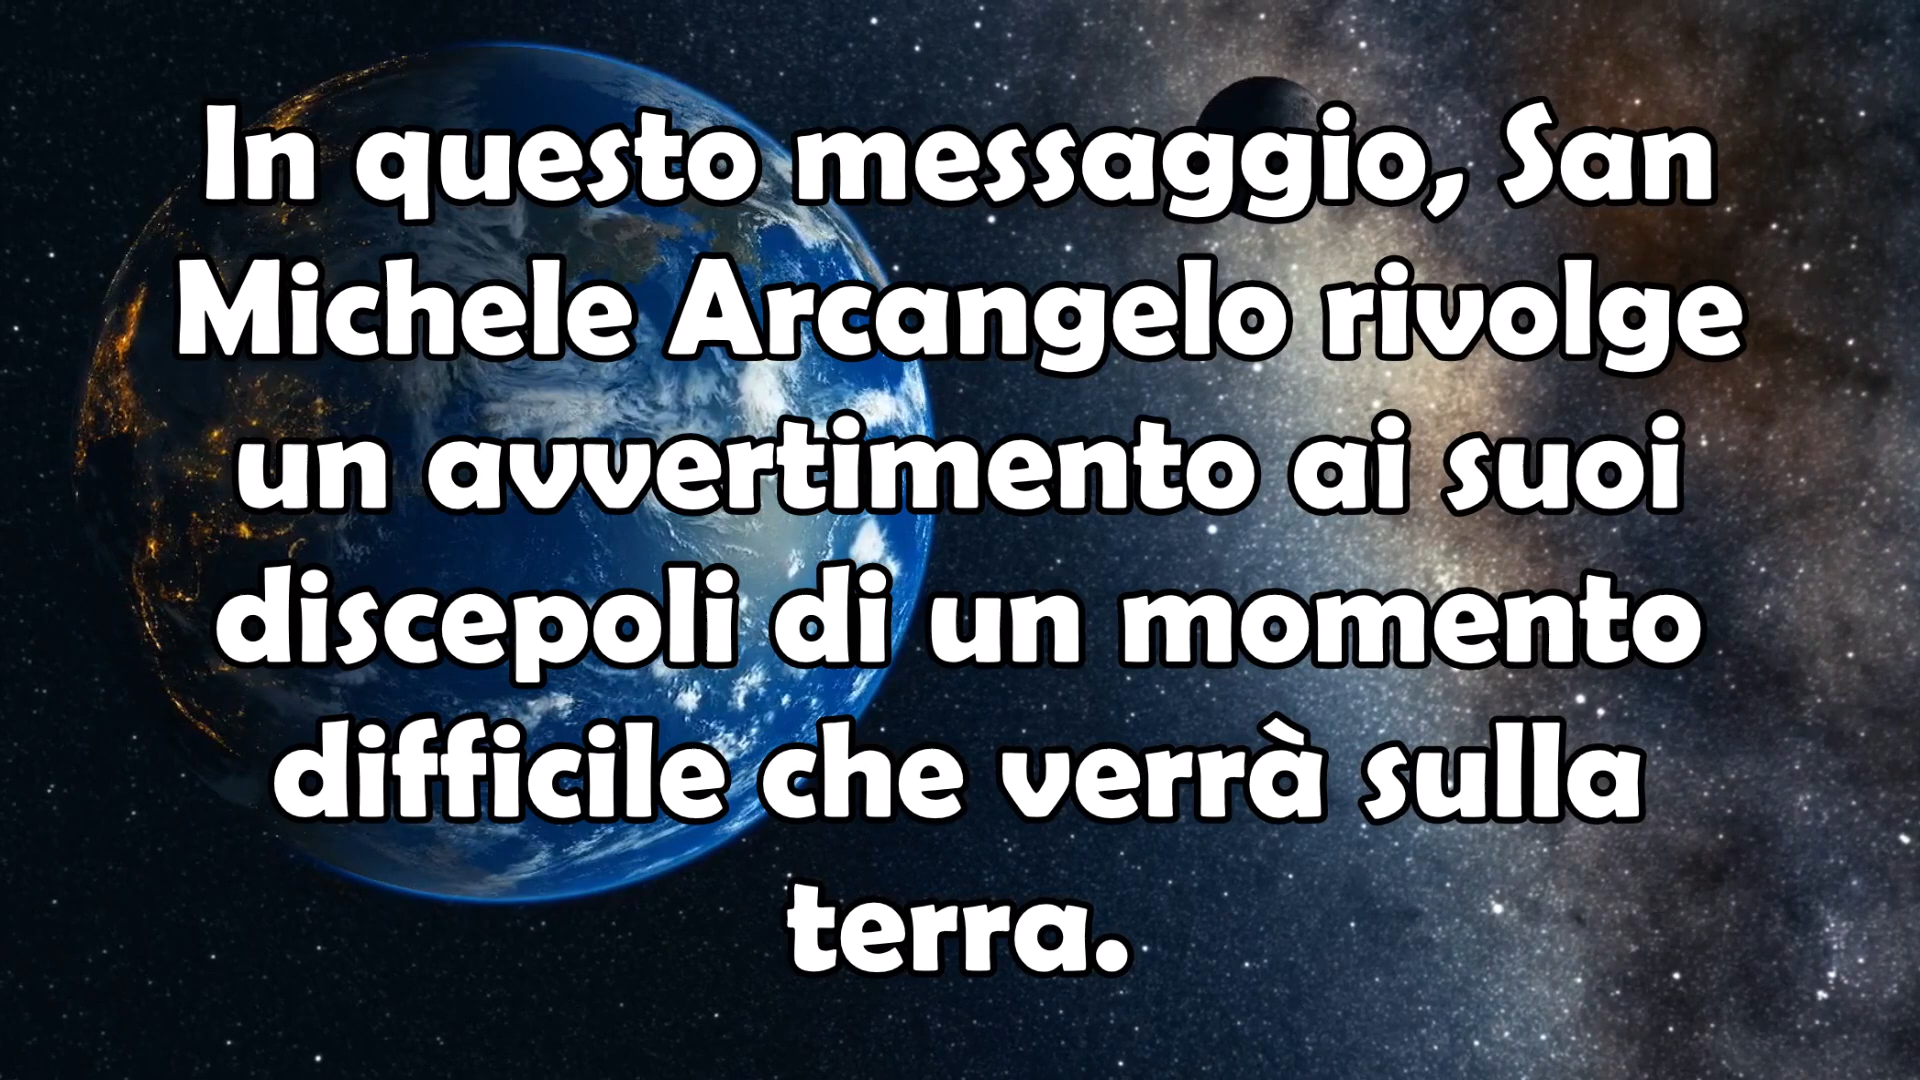 In questo messaggio, San
Michele Arcangelo rivolge
un avvertimento ai suoi
discepoli di un momento
difficile che verrà sulla
terra.